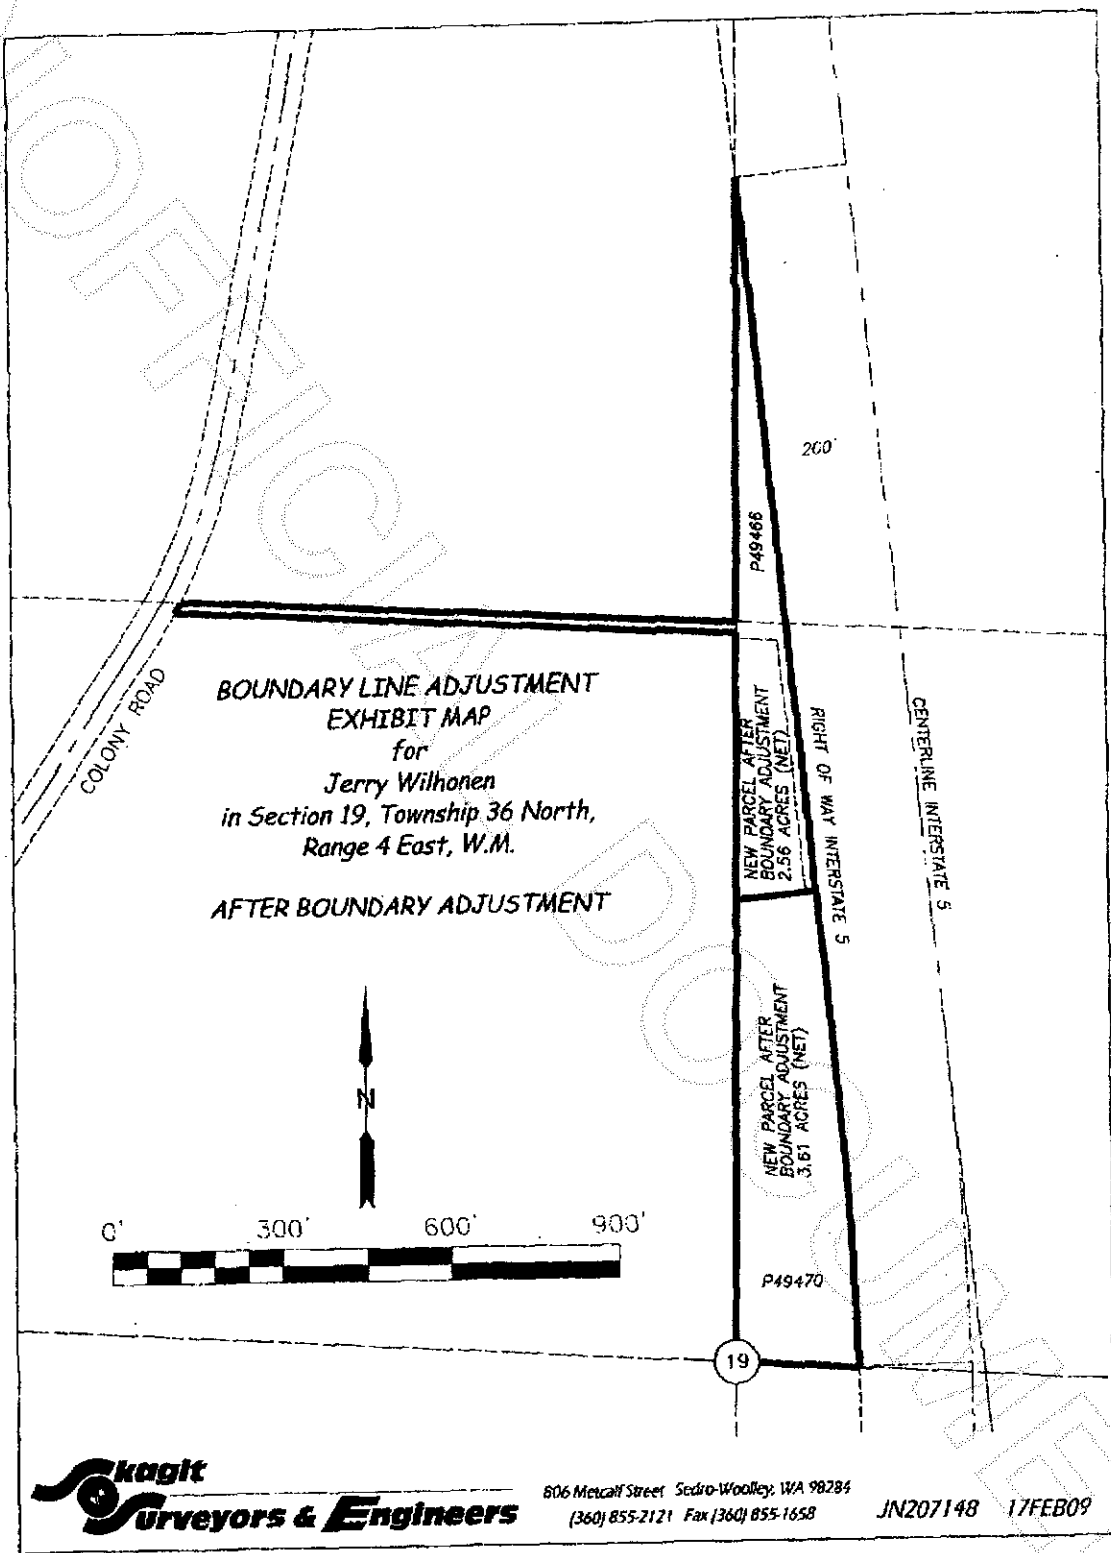 UNOFFICIAL DOCUMENT
200'
P49466
COLONY ROAD
BOUNDARY LINE ADJUSTMENT
EXHIBIT MAP
for
Jerry Wilhonen
in Section 19, Township 36 North,
Range 4 East, W.M.
AFTER BOUNDARY ADJUSTMENT
NEW PARCEL AFTER
BOUNDARY ADJUSTMENT
2.56 ACRES (NET)
RIGHT OF WAY INTERSTATE 5
CENTERLINE INTERSTATE 5
NEW PARCEL AFTER
BOUNDARY ADJUSTMENT
3.61 ACRES (NET)
N
0' 300' 600' 900'
P49470
19
Skagit
Surveyors & Engineers
806 Metcalf Street Sedro-Woolley, WA 98284
(360) 855-2121 Fax (360) 855-1658
JN207148 17FEB09